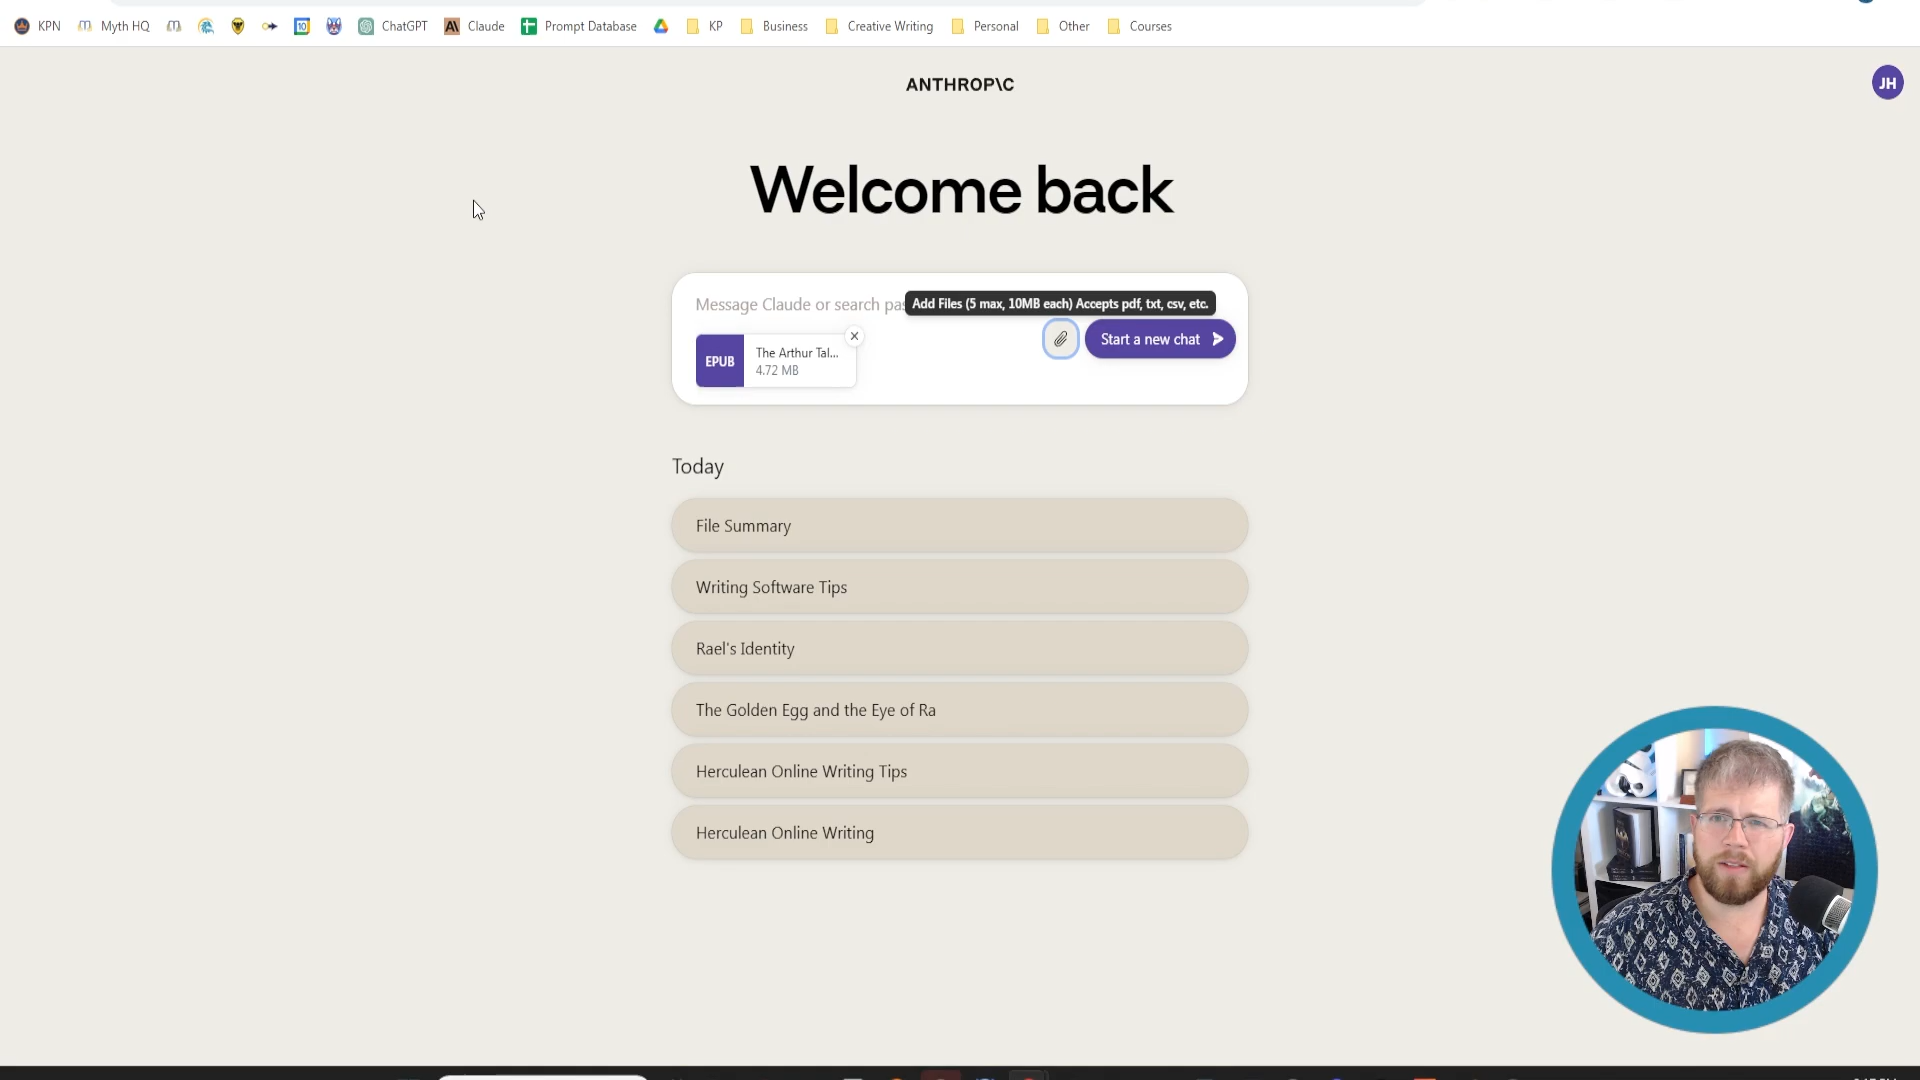 KPN Myth HQ ChatGPT Claude Prompt Database KP Business Creative Writing Personal Other Courses
ANTHROP\C
JH
Welcome back
Message Claude or search pas
Add Files (5 max, 10MB each) Accepts pdf, txt, csv, etc.
Start a new chat
EPUB
The Arthur Tal...
4.72 MB
Today
File Summary
Writing Software Tips
Rael's Identity
The Golden Egg and the Eye of Ra
Herculean Online Writing Tips
Herculean Online Writing